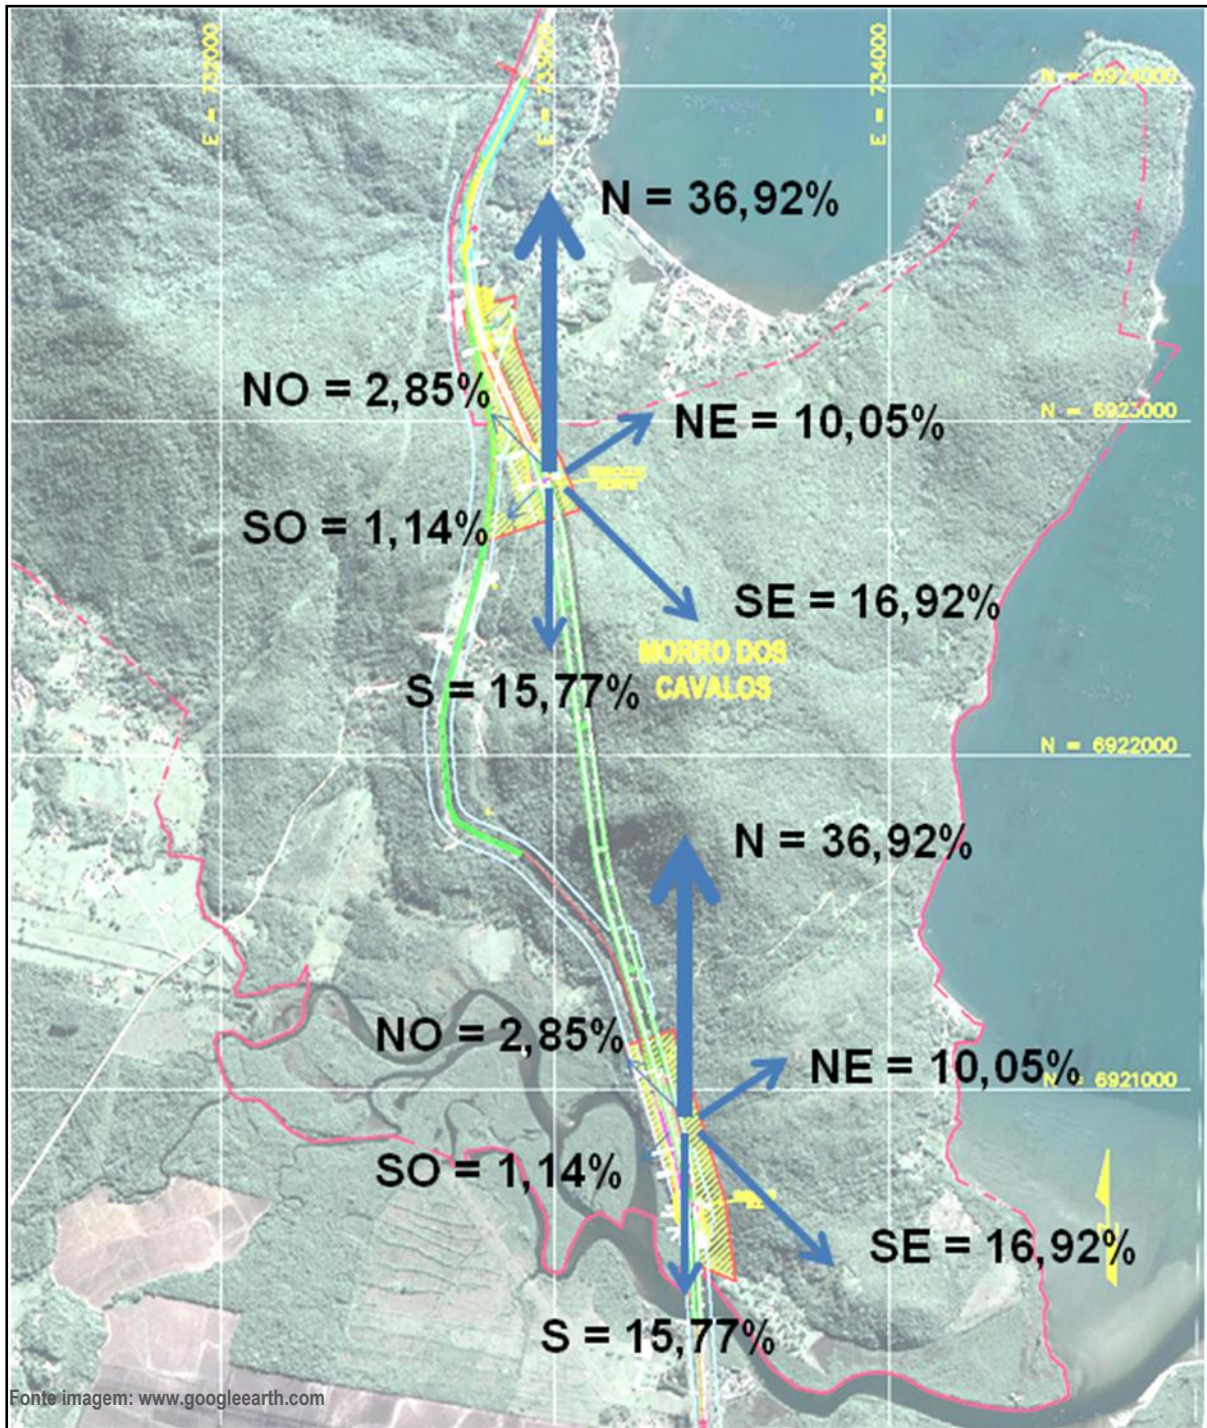 E = 732000
E = 733000
E = 734000
N = 6924000
N = 36,92%
NO = 2,85%
N = 6923000
NE = 10,05%
SO = 1,14%
SE = 16,92%
MORRO DOS
CAVALOS
S = 15,77%
N = 6922000
N = 36,92%
NO = 2,85%
NE = 10,05%
N = 6921000
SO = 1,14%
SE = 16,92%
S = 15,77%
Fonte imagem: www.googleearth.com